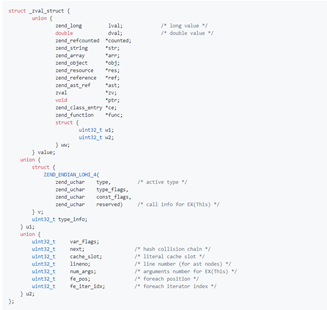 struct _zval_struct {
union {
zend_long lval; /* long value */
double dval; /* double value */
zend_refcounted *counted;
zend_string *str;
zend_array *arr;
zend_object *obj;
zend_resource *res;
zend_reference *ref;
zend_ast_ref *ast;
zval *zv;
void *ptr;
zend_class_entry *ce;
zend_function *func;
struct {
uint32_t w1;
uint32_t w2;
} ww;
} value;
union {
struct {
ZEND_ENDIAN_LOHI_4(
zend_uchar type, /* active type */
zend_uchar type_flags,
zend_uchar const_flags,
zend_uchar reserved) /* call info for EX(This) */
} v;
uint32_t type_info;
} u1;
union {
uint32_t var_flags;
uint32_t next; /* hash collision chain */
uint32_t cache_slot; /* literal cache slot */
uint32_t lineno; /* line number (for ast nodes) */
uint32_t num_args; /* arguments number for EX(This) */
uint32_t fe_pos; /* foreach position */
uint32_t fe_iter_idx; /* foreach iterator index */
} u2;
};